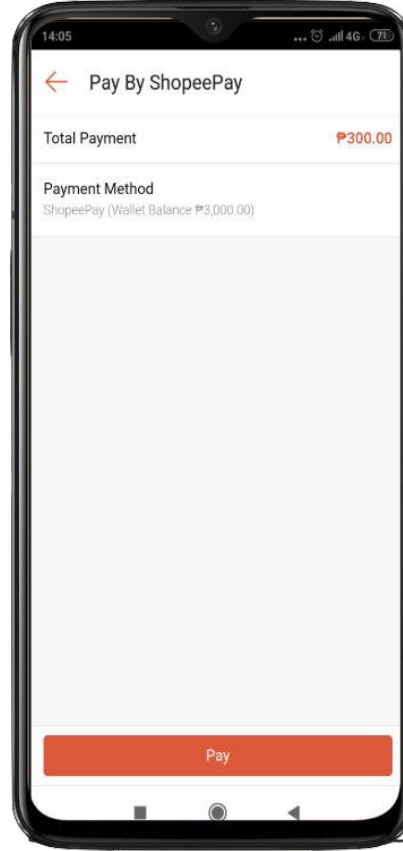 14:05
... 4G 71
Pay By ShopeePay
Total Payment ₱300.00
Payment Method
ShopeePay (Wallet Balance ₱3,000.00)
Pay